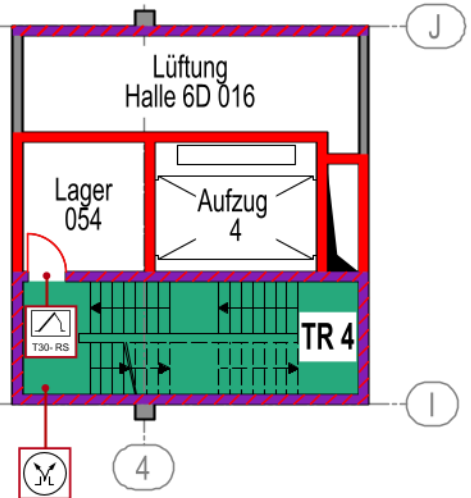 J
Lüftung
Halle 6D 016
Lager
054
Aufzug
4
T30- RS
TR 4
I
4